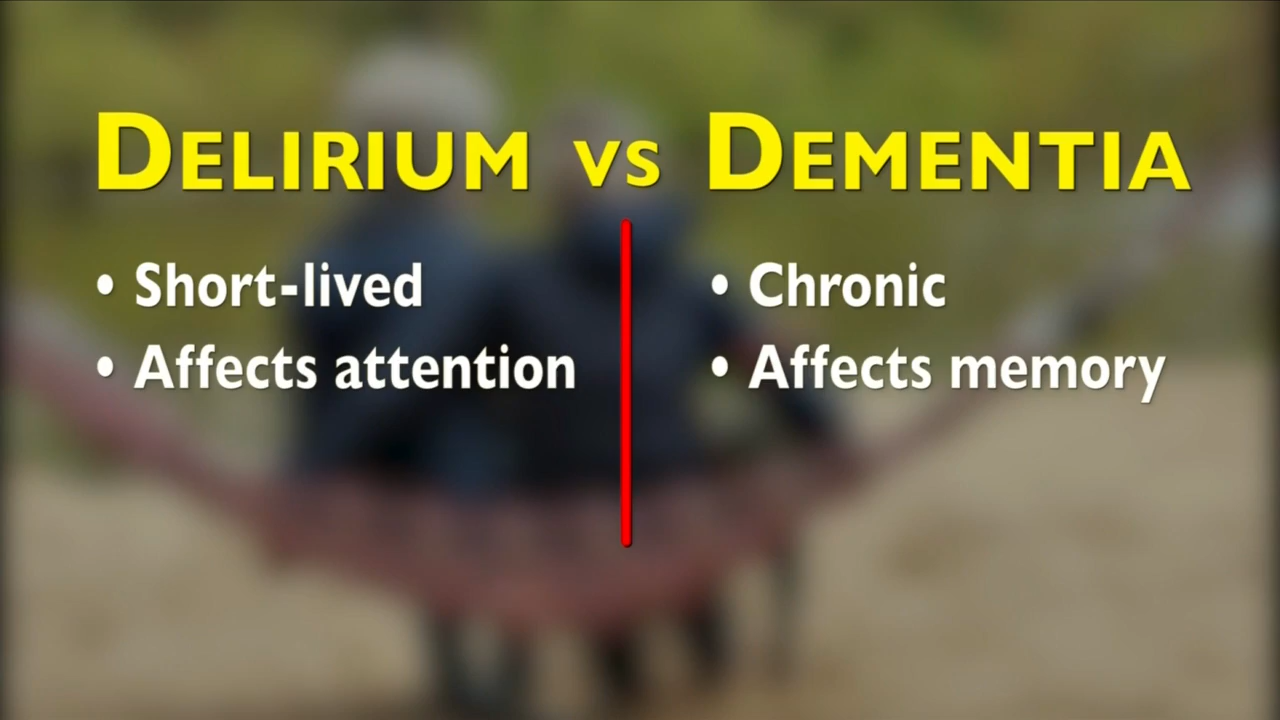 DELIRIUM VS DEMENTIA
• Short-lived
• Affects attention
• Chronic
• Affects memory